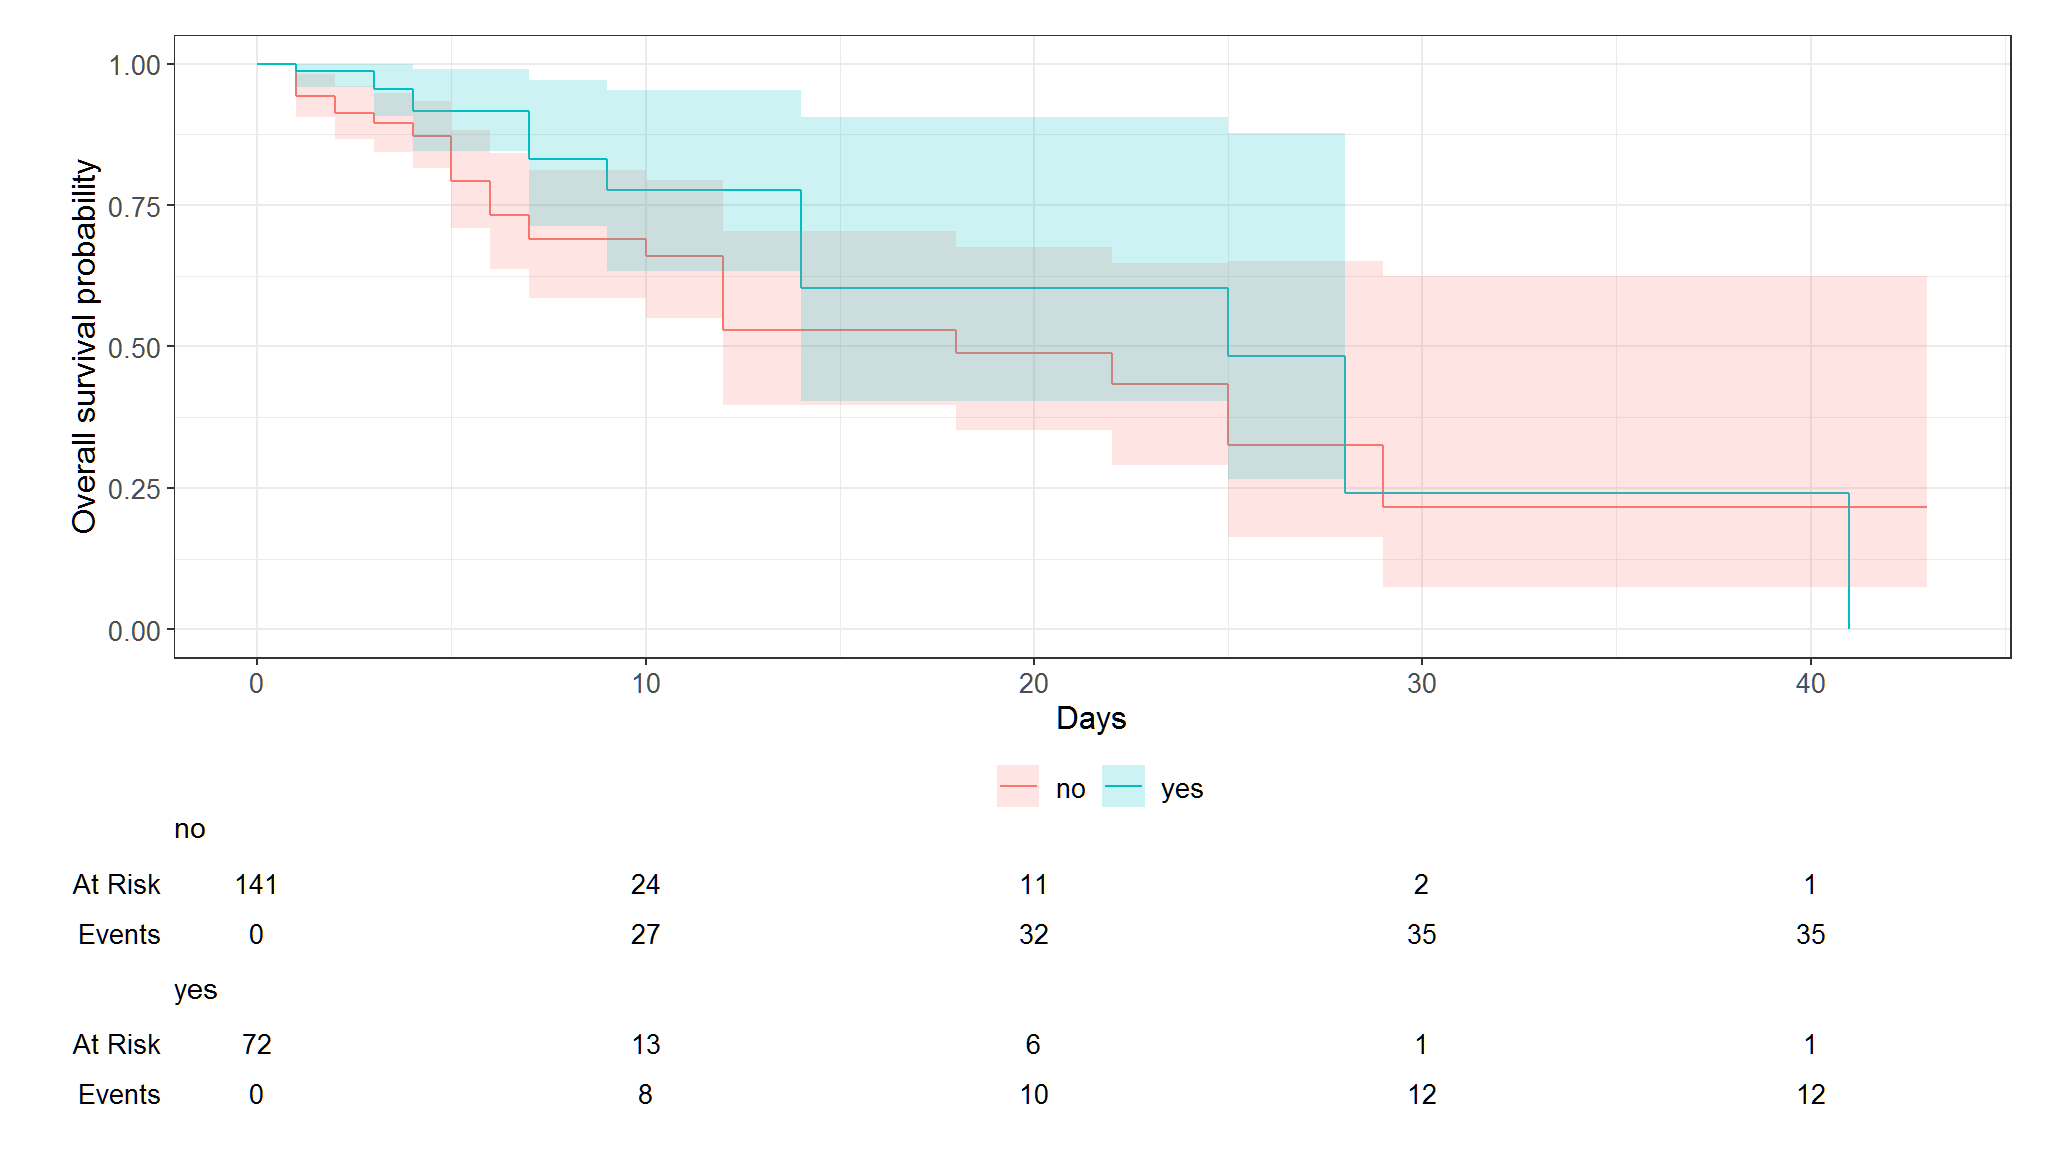 Overall survival probability
1.00
0.75
0.50
0.25
0.00
0 10 20 30 40
Days
no yes
no
At Risk 141 24 11 2 1
Events 0 27 32 35 35
yes
At Risk 72 13 6 1 1
Events 0 8 10 12 12